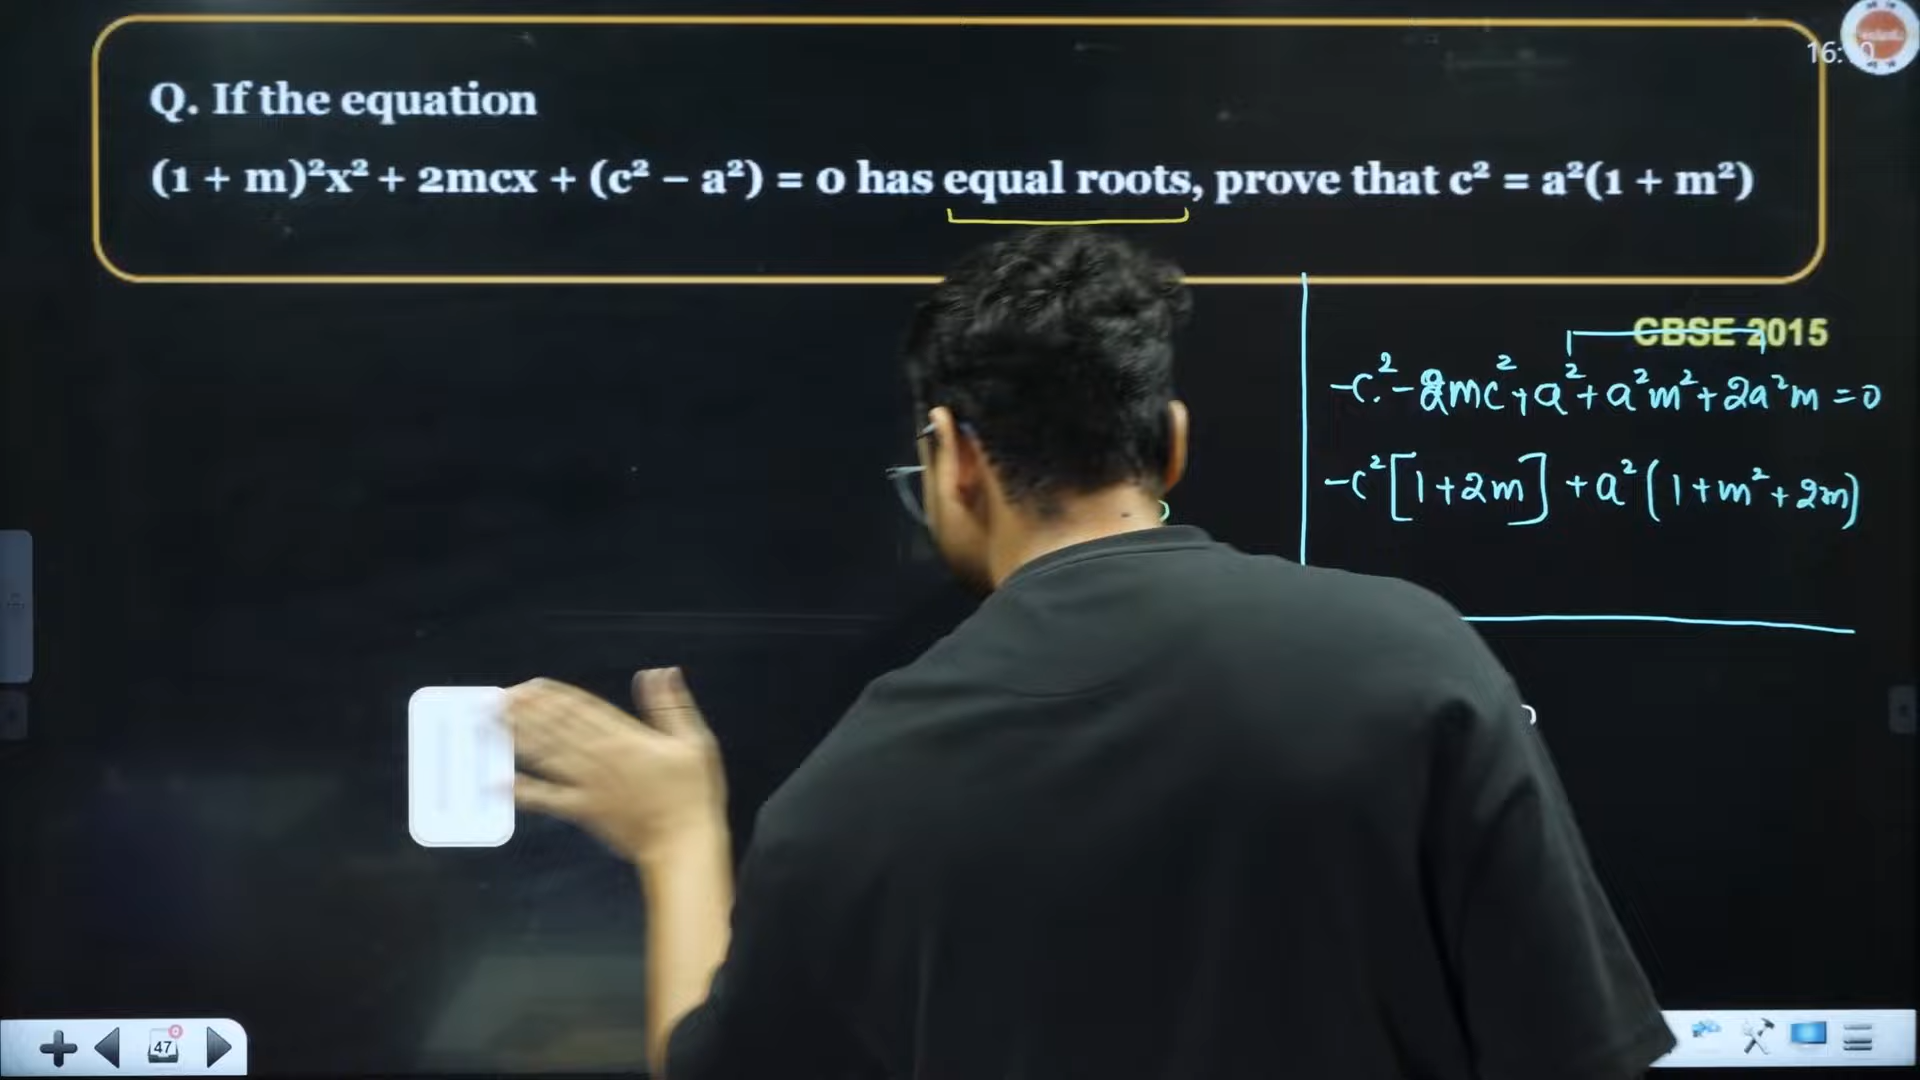 Q. If the equation
(1 + m)²x² + 2mcx + (c² – a²) = 0 has equal roots, prove that c² = a²(1 + m²)
CBSE 2015
-c² - 2mc² + a² + a²m² + 2a²m = 0
-c² [1+2m] + a² (1+m² + 2m)
47